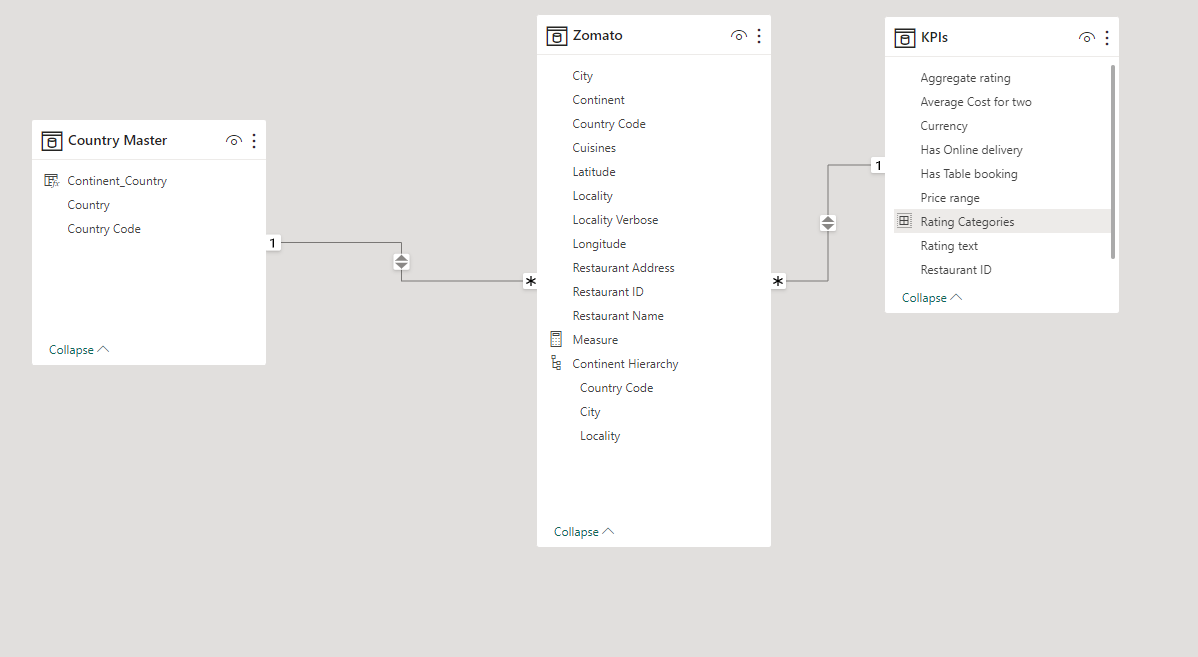 Country Master
Continent_Country
Country
Country Code
Collapse
1
*
Zomato
City
Continent
Country Code
Cuisines
Latitude
Locality
Locality Verbose
Longitude
Restaurant Address
Restaurant ID
Restaurant Name
Measure
Continent Hierarchy
Country Code
City
Locality
Collapse
*
1
KPIs
Aggregate rating
Average Cost for two
Currency
Has Online delivery
Has Table booking
Price range
Rating Categories
Rating text
Restaurant ID
Collapse